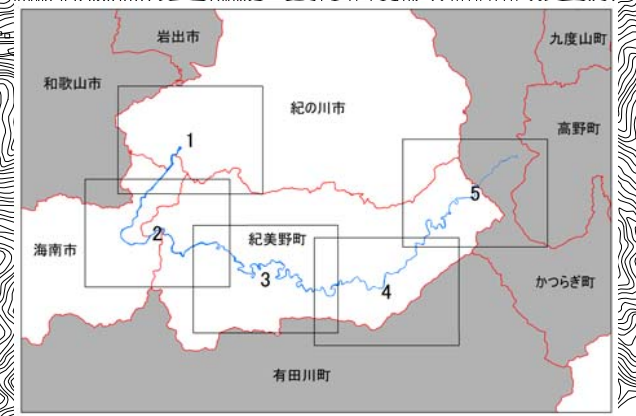 岩出市
九度山町
和歌山市
紀の川市
高野町
1
5
海南市
2
紀美野町
3
4
かつらぎ町
有田川町